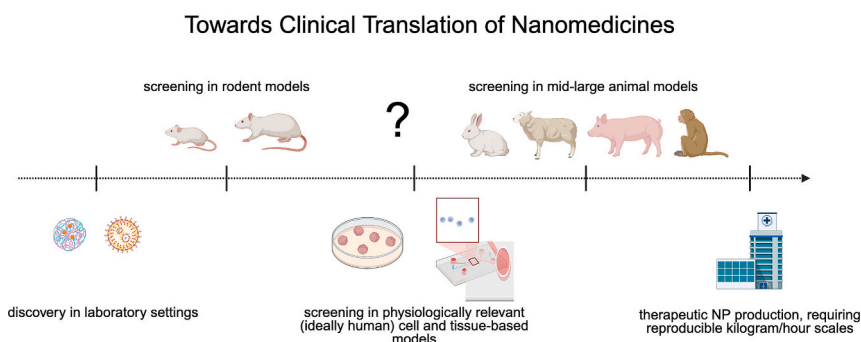 Towards Clinical Translation of Nanomedicines
screening in rodent models
screening in mid-large animal models
?
discovery in laboratory settings
screening in physiologically relevant
(ideally human) cell and tissue-based
models
therapeutic NP production, requiring
reproducible kilogram/hour scales